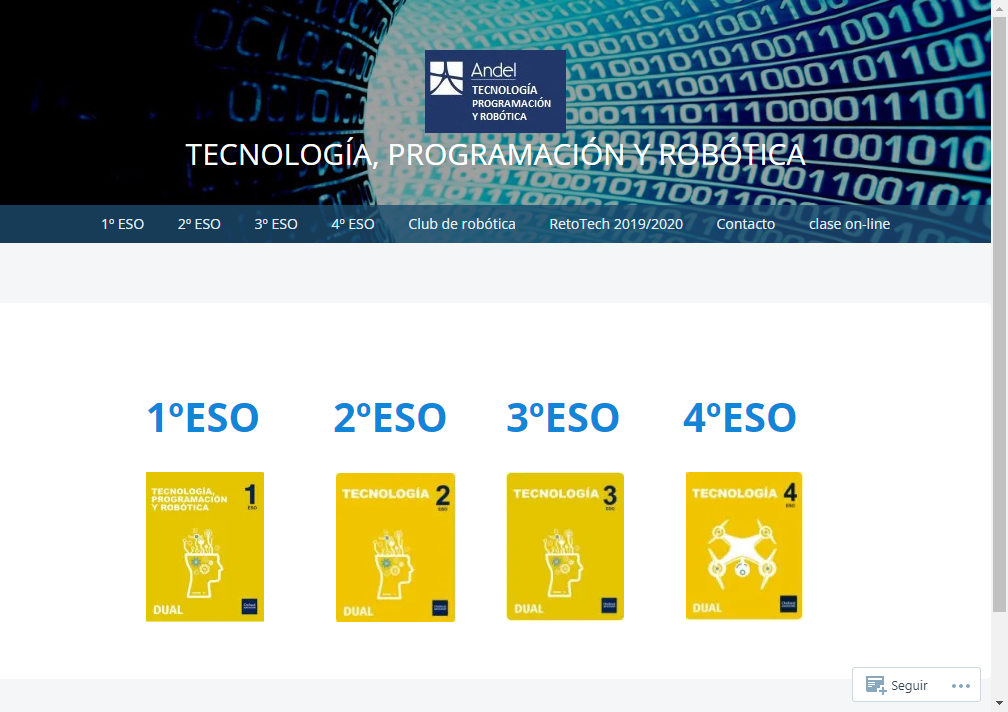 Andel
TECNOLOGÍA
PROGRAMACIÓN
Y ROBÓTICA
TECNOLOGÍA, PROGRAMACIÓN Y ROBÓTICA
1º ESO 2º ESO 3º ESO 4º ESO Club de robótica RetoTech 2019/2020 Contacto clase on-line
1ºESO 2ºESO 3ºESO 4ºESO
TECNOLOGÍA,
PROGRAMACIÓN
Y ROBÓTICA
1
ESO
DUAL
TECNOLOGÍA 2
ESO
DUAL
TECNOLOGÍA 3
ESO
DUAL
TECNOLOGÍA 4
ESO
DUAL
Seguir